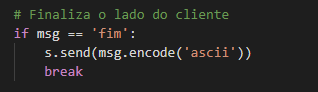 # Finaliza o lado do cliente
if msg == 'fim':
    s.send(msg.encode('ascii'))
    break